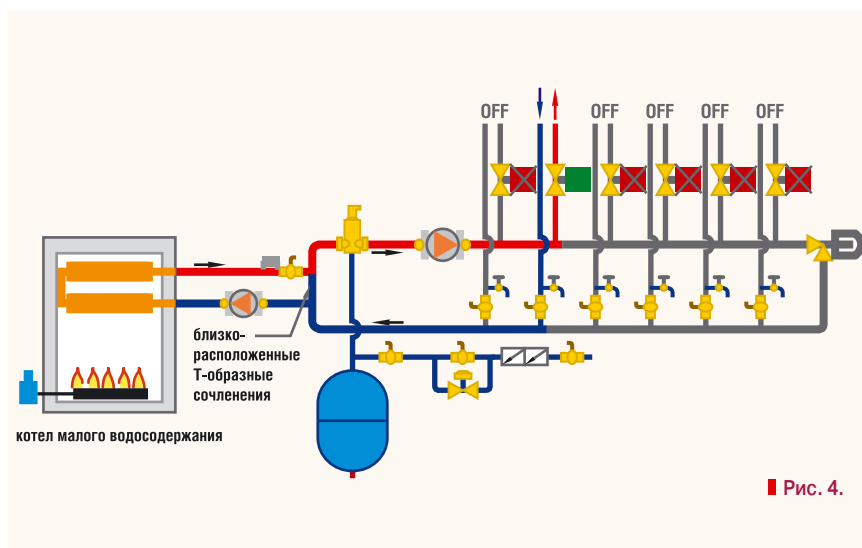 OFF
OFF
OFF
OFF
OFF
близко-
расположенные
Т-образные
сочленения
котел малого водосодержания
Рис. 4.